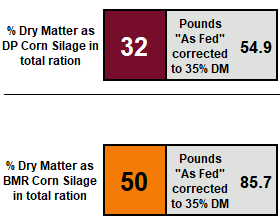 % Dry Matter as
DP Corn Silage in
total ration
32
Pounds
"As Fed"
corrected
to 35% DM
54.9
% Dry Matter as
BMR Corn Silage
in total ration
50
Pounds
"As Fed"
corrected
to 35% DM
85.7